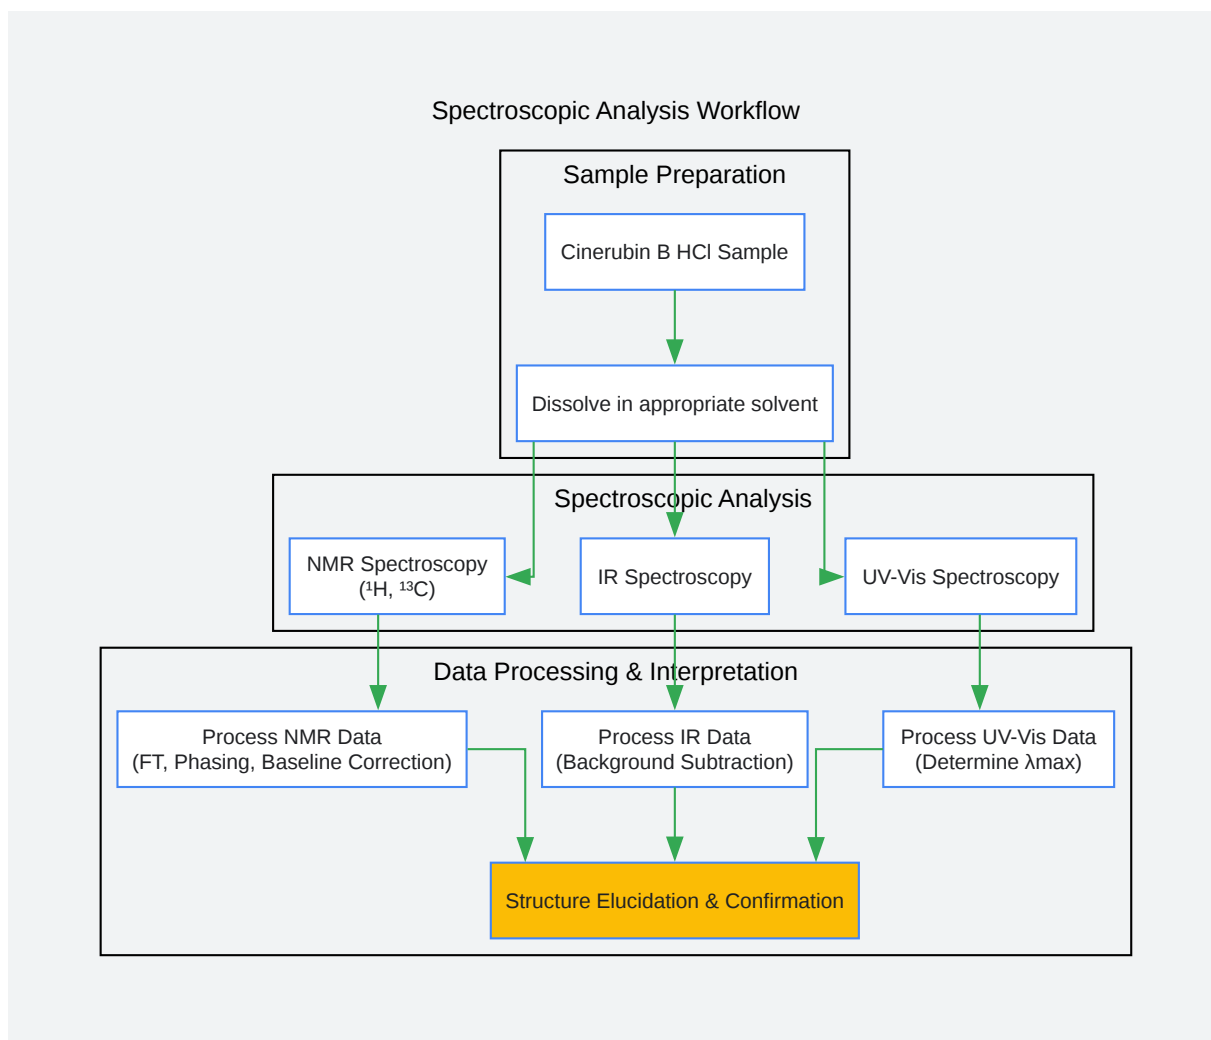 Spectroscopic Analysis Workflow
Sample Preparation
Cinerubin B HCl Sample
Dissolve in appropriate solvent
Spectroscopic Analysis
NMR Spectroscopy
(¹H, ¹³C)
IR Spectroscopy
UV-Vis Spectroscopy
Data Processing & Interpretation
Process NMR Data
(FT, Phasing, Baseline Correction)
Process IR Data
(Background Subtraction)
Process UV-Vis Data
(Determine λmax)
Structure Elucidation & Confirmation